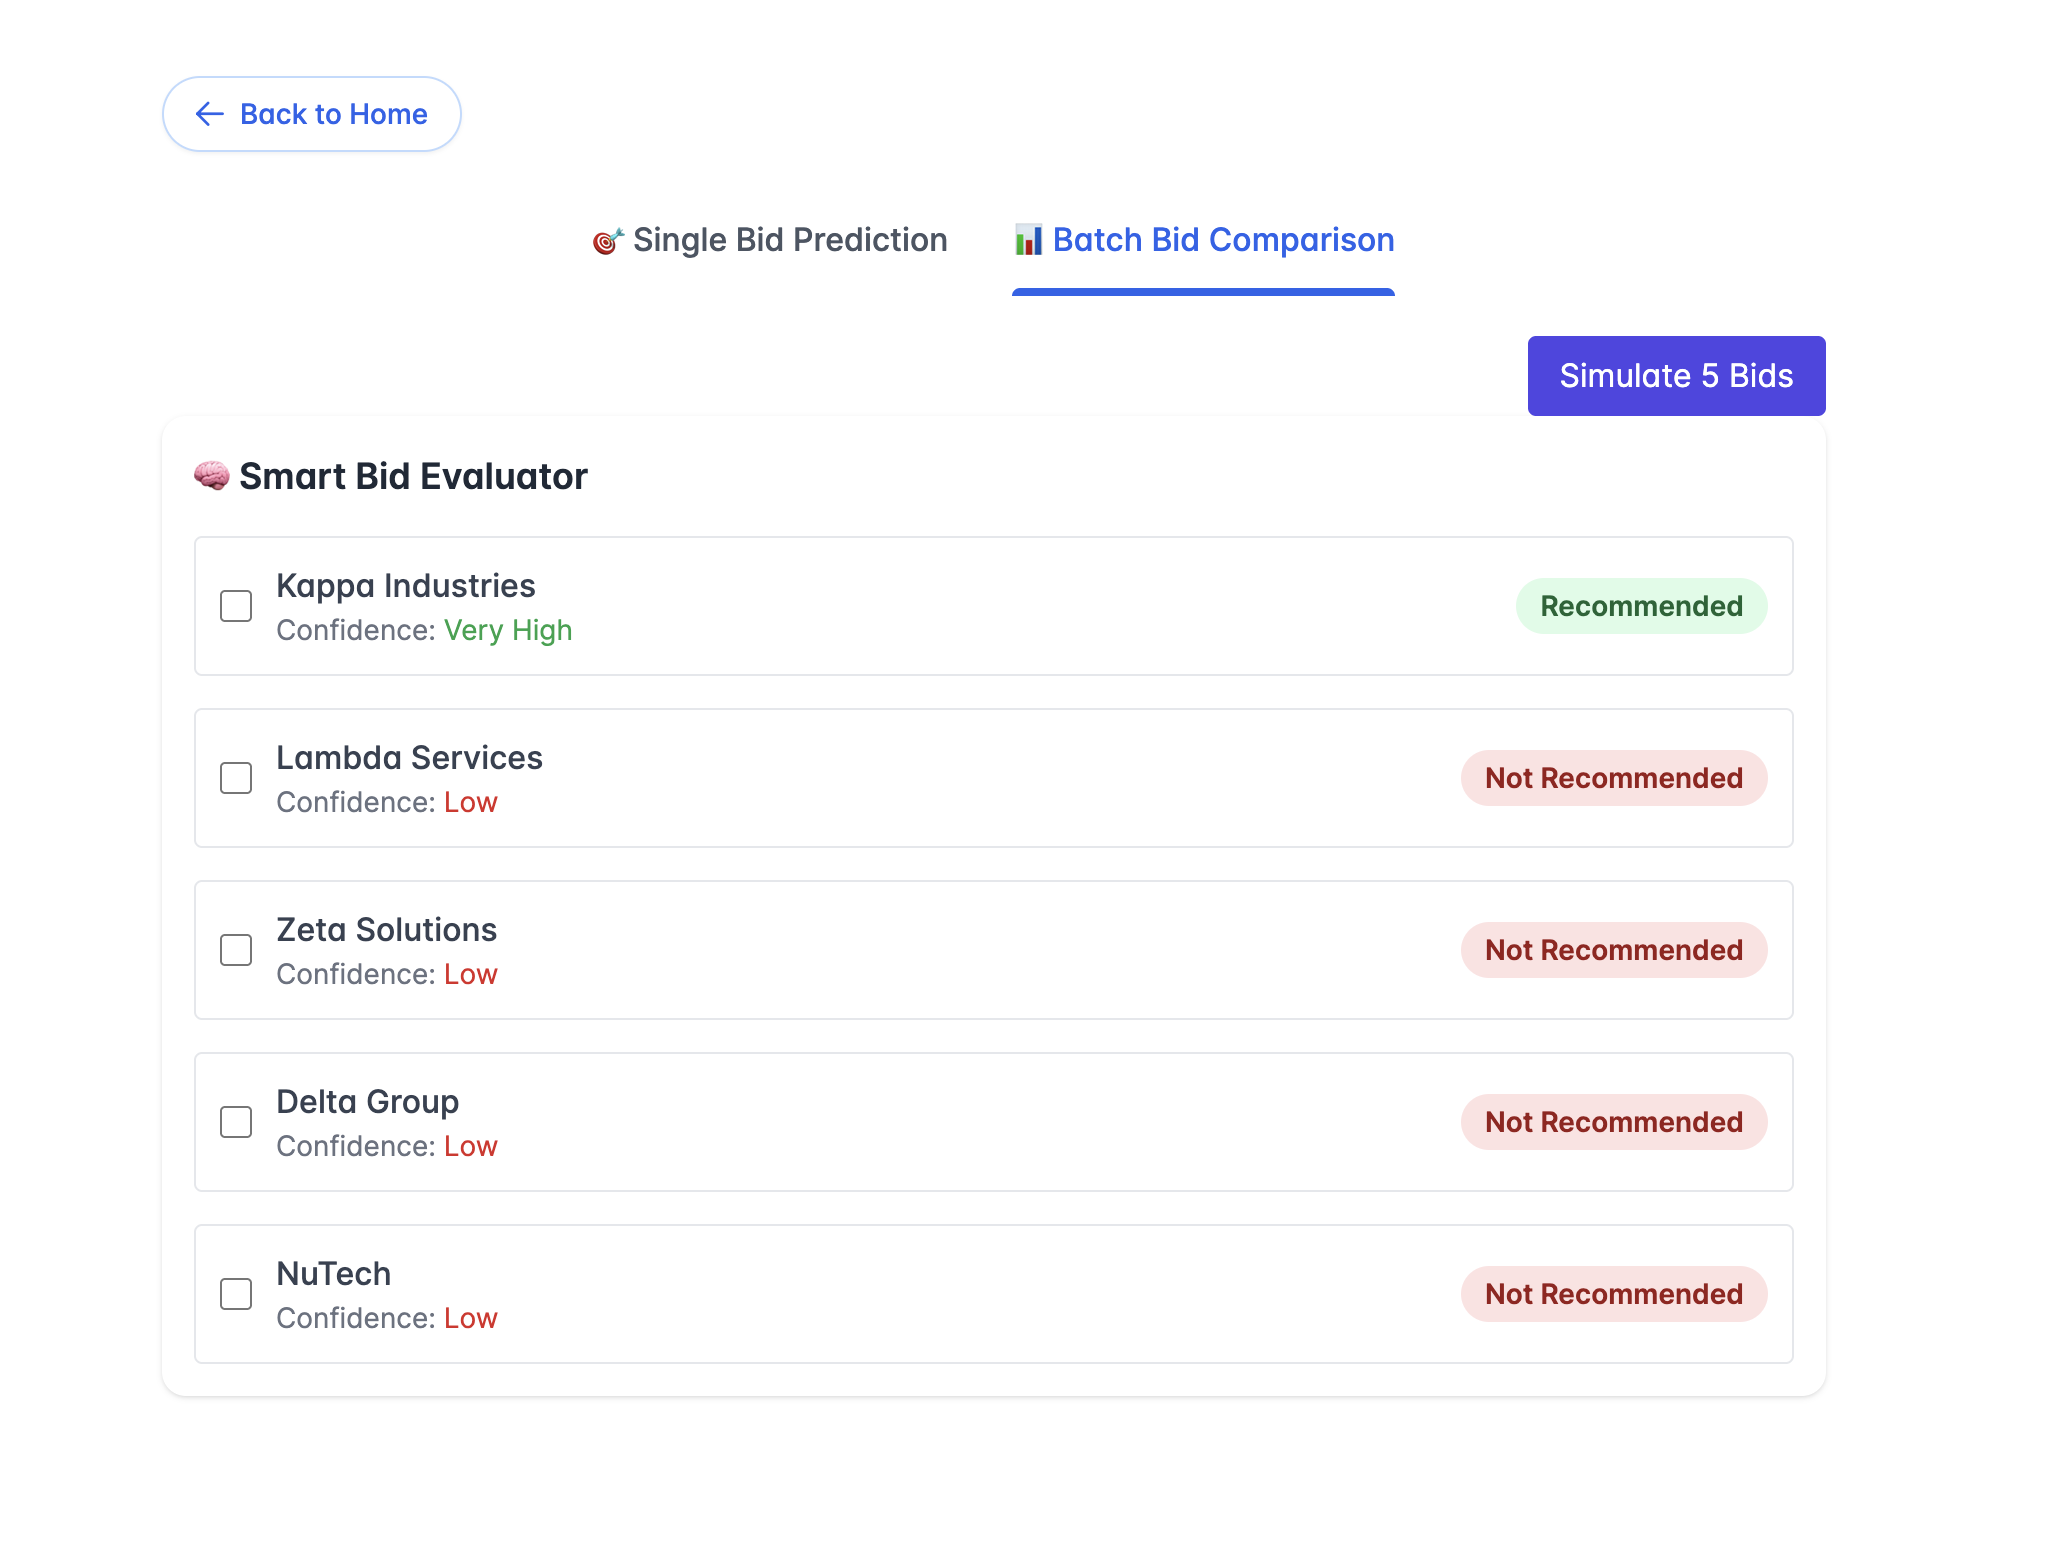 Back to Home
Single Bid Prediction
Batch Bid Comparison
Simulate 5 Bids
Smart Bid Evaluator
Kappa Industries
Confidence: Very High
Recommended
Lambda Services
Confidence: Low
Not Recommended
Zeta Solutions
Confidence: Low
Not Recommended
Delta Group
Confidence: Low
Not Recommended
NuTech
Confidence: Low
Not Recommended